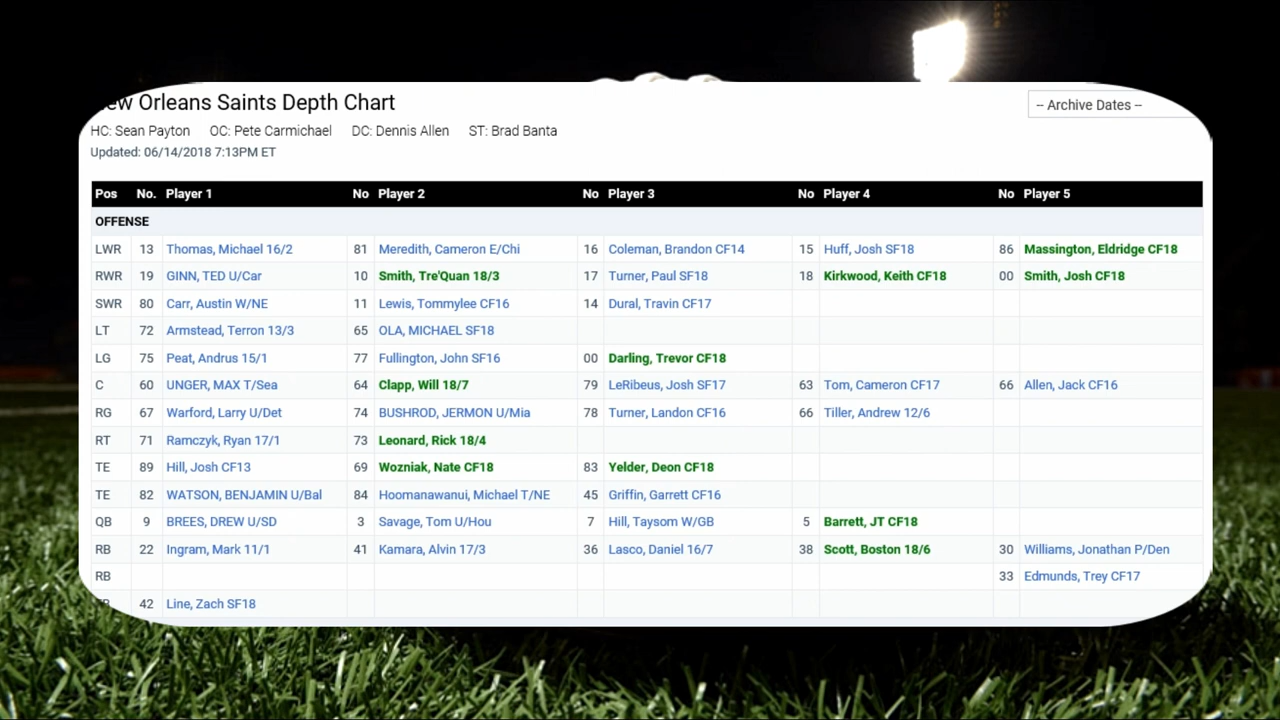 ew Orleans Saints Depth Chart
-- Archive Dates --
HC: Sean Payton OC: Pete Carmichael DC: Dennis Allen ST: Brad Banta
Updated: 06/14/2018 7:13PM ET
Pos No. Player 1 No Player 2 No Player 3 No Player 4 No Player 5
OFFENSE
LWR 13 Thomas, Michael 16/2 81 Meredith, Cameron E/Chi 16 Coleman, Brandon CF14 15 Huff, Josh SF18 86 Massington, Eldridge CF18
RWR 19 GINN, TED U/Car 10 Smith, Tre'Quan 18/3 17 Turner, Paul SF18 18 Kirkwood, Keith CF18 00 Smith, Josh CF18
SWR 80 Carr, Austin W/NE 11 Lewis, Tommylee CF16 14 Dural, Travin CF17
LT 72 Armstead, Terron 13/3 65 OLA, MICHAEL SF18
LG 75 Peat, Andrus 15/1 77 Fullington, John SF16 00 Darling, Trevor CF18
C 60 UNGER, MAX T/Sea 64 Clapp, Will 18/7 79 LeRibeus, Josh SF17 63 Tom, Cameron CF17 66 Allen, Jack CF16
RG 67 Warford, Larry U/Det 74 BUSHROD, JERMON U/Mia 78 Turner, Landon CF16 66 Tiller, Andrew 12/6
RT 71 Ramczyk, Ryan 17/1 73 Leonard, Rick 18/4
TE 89 Hill, Josh CF13 69 Wozniak, Nate CF18 83 Yelder, Deon CF18
TE 82 WATSON, BENJAMIN U/Bal 84 Hoomanawanui, Michael T/NE 45 Griffin, Garrett CF16
QB 9 BREES, DREW U/SD 3 Savage, Tom U/Hou 7 Hill, Taysom W/GB 5 Barrett, JT CF18
RB 22 Ingram, Mark 11/1 41 Kamara, Alvin 17/3 36 Lasco, Daniel 16/7 38 Scott, Boston 18/6 30 Williams, Jonathan P/Den
RB 33 Edmunds, Trey CF17
42 Line, Zach SF18